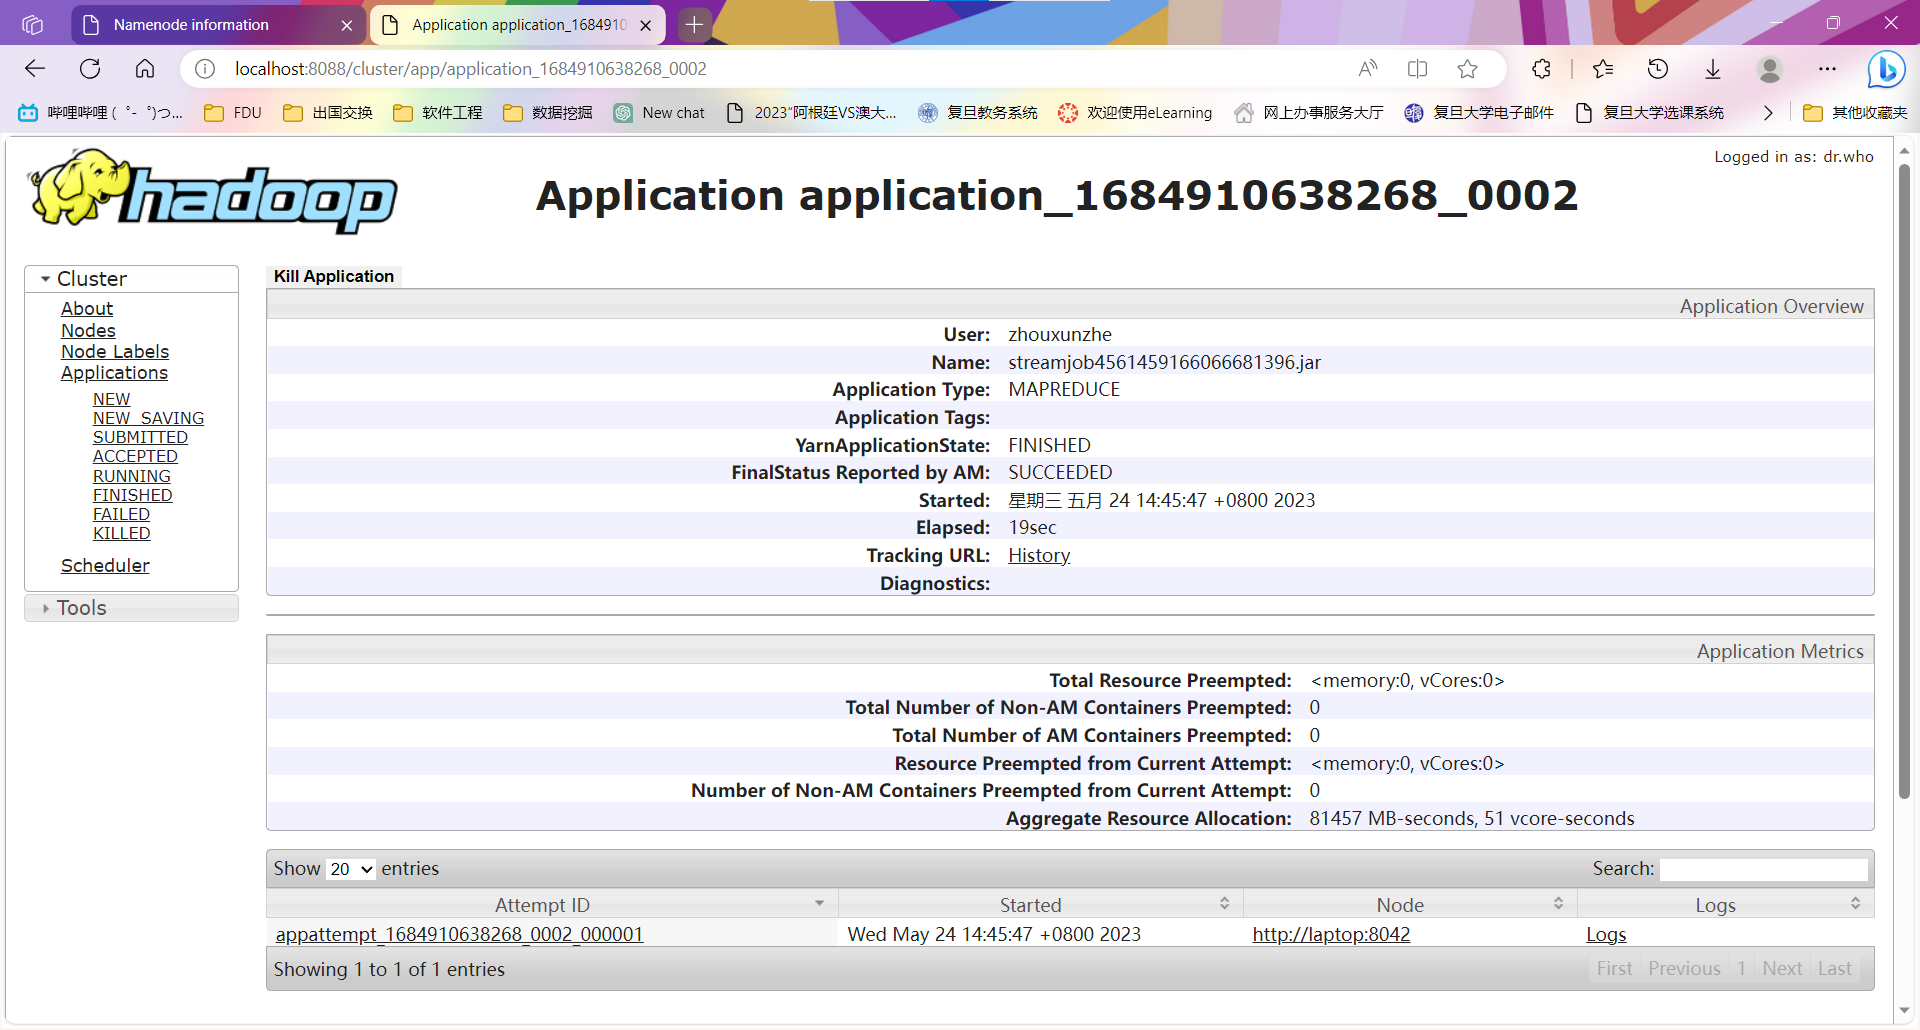 Namenode information
Application application_1684910
localhost:8088/cluster/app/application_1684910638268_0002
哔哩哔哩 ( ゜- ゜)つ...
FDU
出国交换
软件工程
数据挖掘
New chat
2023“阿根廷VS澳大...
复旦教务系统
欢迎使用eLearning
网上办事服务大厅
复旦大学电子邮件
复旦大学选课系统
其他收藏夹
hadoop
Application application_1684910638268_0002
Logged in as: dr.who
Cluster
About
Nodes
Node Labels
Applications
NEW
NEW_SAVING
SUBMITTED
ACCEPTED
RUNNING
FINISHED
FAILED
KILLED
Scheduler
Tools
Kill Application
Application Overview
User: zhouxunzhe
Name: streamjob4561459166066681396.jar
Application Type: MAPREDUCE
Application Tags:
YarnApplicationState: FINISHED
FinalStatus Reported by AM: SUCCEEDED
Started: 星期三 五月 24 14:45:47 +0800 2023
Elapsed: 19sec
Tracking URL: History
Diagnostics:
Application Metrics
Total Resource Preempted: <memory:0, vCores:0>
Total Number of Non-AM Containers Preempted: 0
Total Number of AM Containers Preempted: 0
Resource Preempted from Current Attempt: <memory:0, vCores:0>
Number of Non-AM Containers Preempted from Current Attempt: 0
Aggregate Resource Allocation: 81457 MB-seconds, 51 vcore-seconds
Show 20 entries
Search:
Attempt ID Started Node Logs
appattempt_1684910638268_0002_000001 Wed May 24 14:45:47 +0800 2023 http://laptop:8042 Logs
Showing 1 to 1 of 1 entries
First Previous 1 Next Last